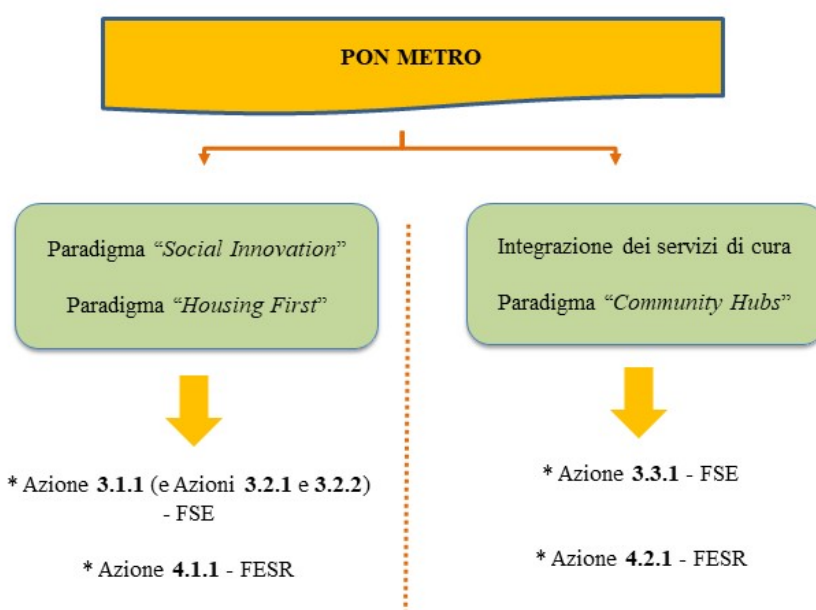 PON METRO
Paradigma “Social Innovation”
Paradigma “Housing First”
* Azione 3.1.1 (e Azioni 3.2.1 e 3.2.2)
- FSE
* Azione 4.1.1 - FESR
Integrazione dei servizi di cura
Paradigma “Community Hubs”
* Azione 3.3.1 - FSE
* Azione 4.2.1 - FESR